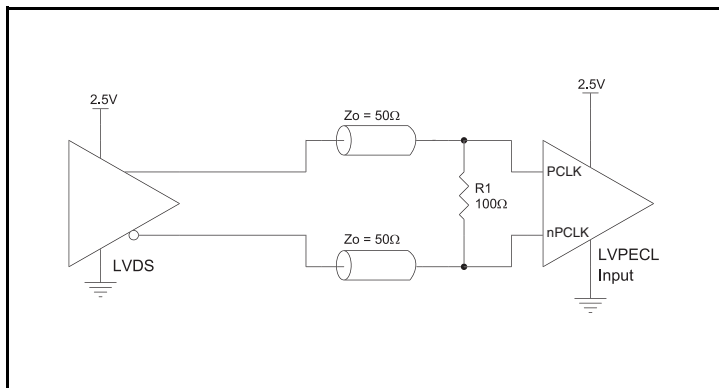 2.5V
2.5V
Zo = 50Ω
PCLK
R1
100Ω
nPCLK
Zo = 50Ω
LVDS
LVPECL
Input